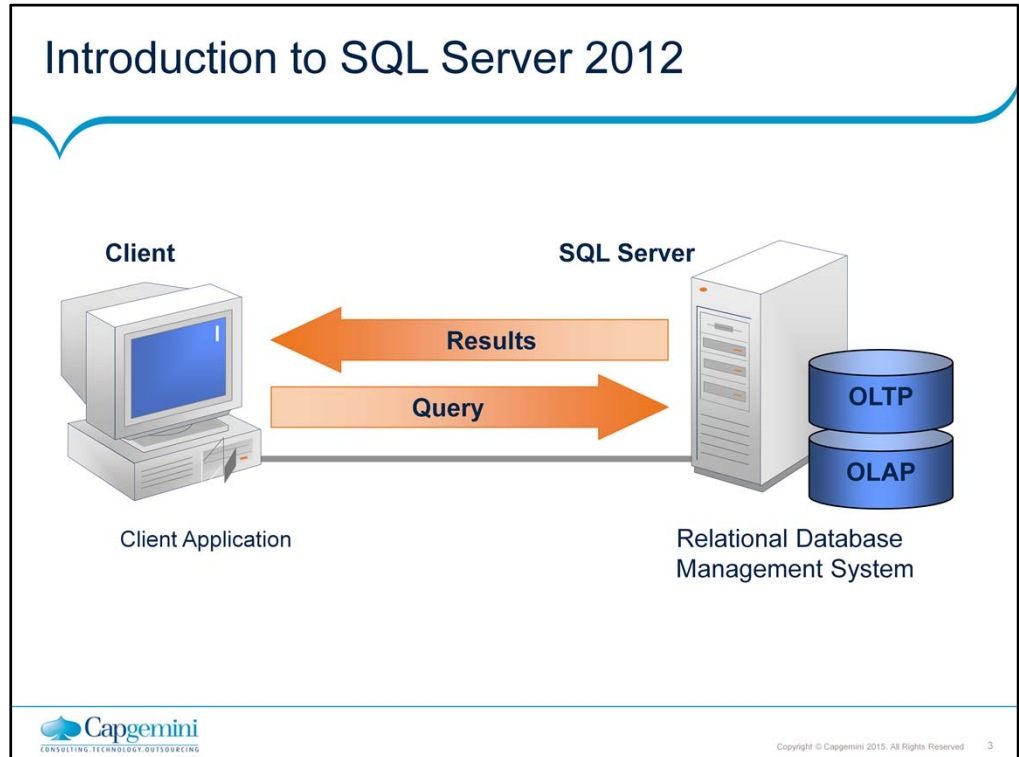 Introduction to SQL Server 2012
Client
SQL Server
Results
Query
OLTP
OLAP
Client Application
Relational Database
Management System
Capgemini
CONSULTING.TECHNOLOGY.OUTSOURCING
Copyright © Capgemini 2015. All Rights Reserved 3